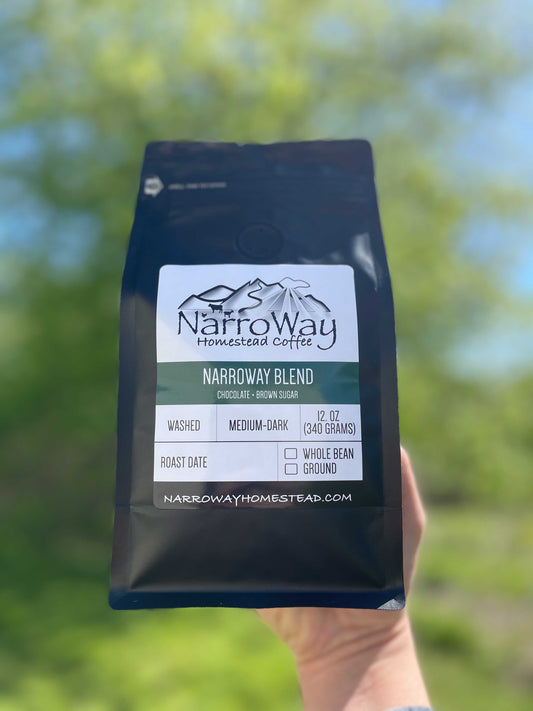 NarroWay
Homestead Coffee
NARROWAY BLEND
CHOCOLATE • BROWN SUGAR
WASHED
MEDIUM-DARK
12. OZ
(340 GRAMS)
ROAST DATE
WHOLE BEAN
GROUND
NARROWAYHOMESTEAD.COM